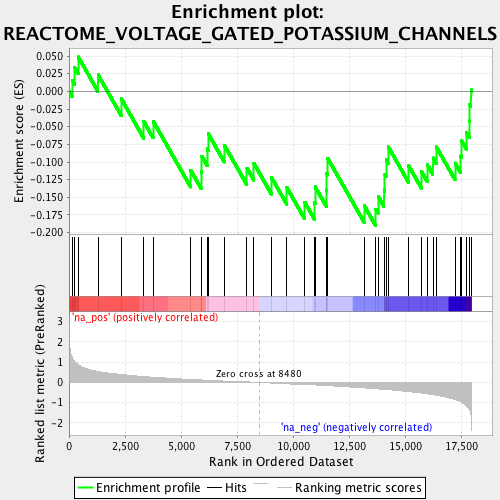 Enrichment plot:
REACTOME_VOLTAGE_GATED_POTASSIUM_CHANNELS
Enrichment score (ES)
0.050
0.025
0.000
-0.025
-0.050
-0.075
-0.100
-0.125
-0.150
-0.175
-0.200
'na_pos' (positively correlated)
Ranked list metric (PreRanked)
3
2
1
0
-1
-2
Zero cross at 8480
'na_neg' (negatively correlated)
0
2,500
5,000
7,500
10,000
12,500
15,000
17,500
Rank in Ordered Dataset
Enrichment profile
Hits
Ranking metric scores